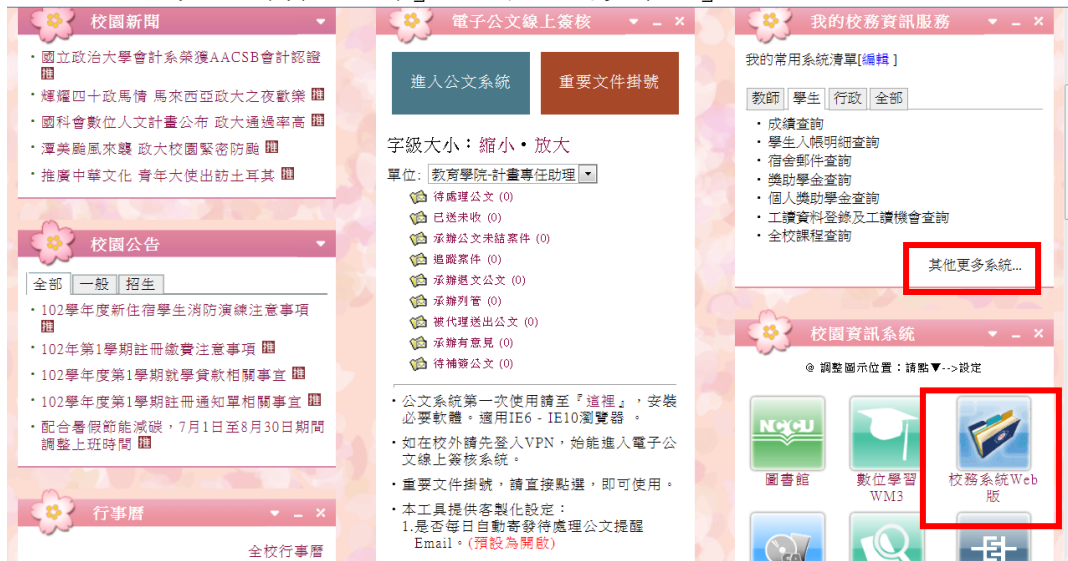 校園新聞
國立政治大學會計系榮獲AACSB會計認證
推
輝耀四十政馬情 馬來西亞政大之夜歡樂 推
國科會數位人文計畫公布 政大通過率高 推
潭美颱風來襲 政大校園緊密防颱 推
推廣中華文化 青年大使出訪土耳其 推
校園公告
全部 一般 招生
102學年度新住宿學生消防演練注意事項
推
102年第1學期註冊繳費注意事項 推
102學年度第1學期就學貸款相關事宜 推
102學年度第1學期註冊通知單相關事宜 推
配合暑假節能減碳，7月1日至8月30日期間
調整上班時間 推
行事曆
全校行事曆
電子公文線上簽核
進入公文系統
重要文件掛號
字級大小：縮小•放大
單位: 教育學院-計畫專任助理
待處理公文 (0)
已送未收 (0)
承辦公文未結案件 (0)
追蹤案件 (0)
承辦退文公文 (0)
承辦列管 (0)
被代理送出公文 (0)
承辦有意見 (0)
待補簽公文 (0)
公文系統第一次使用請至『這裡』，安裝
必要軟體。適用IE6 - IE10瀏覽器 。
如在校外請先登入VPN，始能進入電子公
文線上簽核系統。
重要文件掛號，請直接點選，即可使用。
本工具提供客製化設定：
1.是否每日自動寄發待處理公文提醒
Email。(預設為開啟)
我的校務資訊服務
我的常用系統清單[編輯 ]
教師 學生 行政 全部
成績查詢
學生入帳明細查詢
宿舍郵件查詢
獎助學金查詢
個人獎助學金查詢
工讀資料登錄及工讀機會查詢
全校課程查詢
其他更多系統...
校園資訊系統
@ 調整圖示位置：請點▼-->設定
NCCU
圖書館
數位學習
WM3
校務系統Web
版